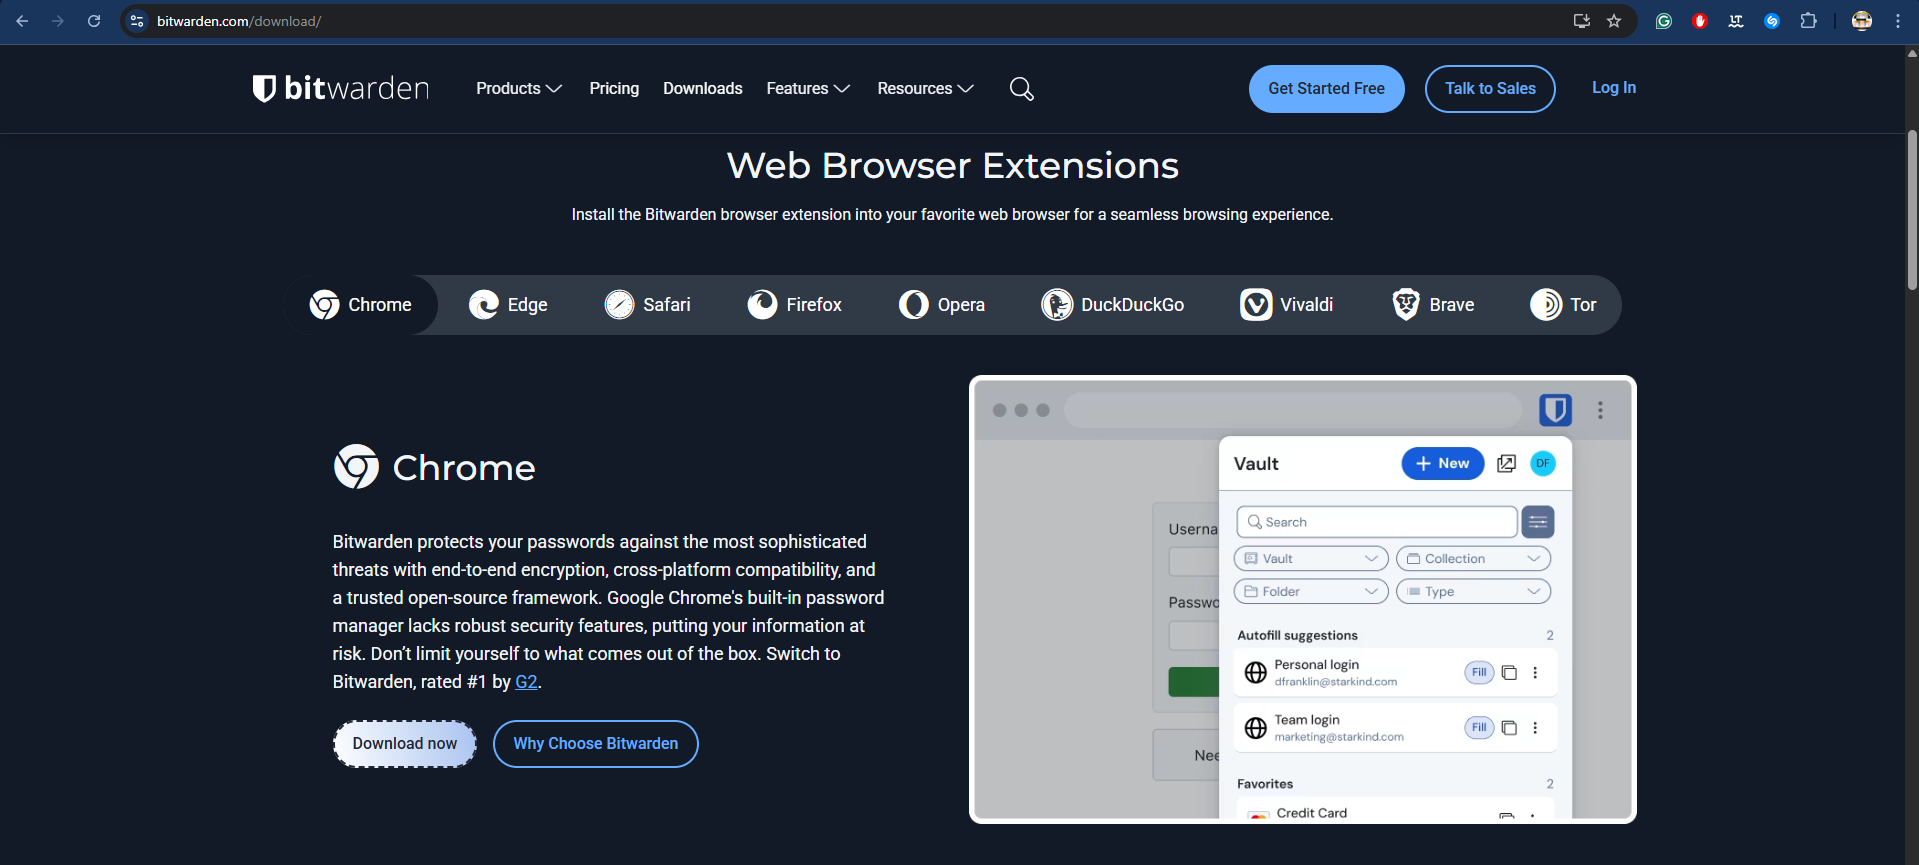 bitwarden.com/download/
bitwarden
Products
Pricing
Downloads
Features
Resources
Get Started Free
Talk to Sales
Log In
Web Browser Extensions
Install the Bitwarden browser extension into your favorite web browser for a seamless browsing experience.
Chrome
Edge
Safari
Firefox
Opera
DuckDuckGo
Vivaldi
Brave
Tor
Chrome
Bitwarden protects your passwords against the most sophisticated
threats with end-to-end encryption, cross-platform compatibility, and
a trusted open-source framework. Google Chrome's built-in password
manager lacks robust security features, putting your information at
risk. Don’t limit yourself to what comes out of the box. Switch to
Bitwarden, rated #1 by G2.
Download now
Why Choose Bitwarden
Vault
New
DF
Search
Vault
Collection
Folder
Type
Autofill suggestions 2
Personal login
dfranklin@starkind.com
Fill
Team login
marketing@starkind.com
Fill
Favorites 2
Credit Card
Userna
Passwo
Nee